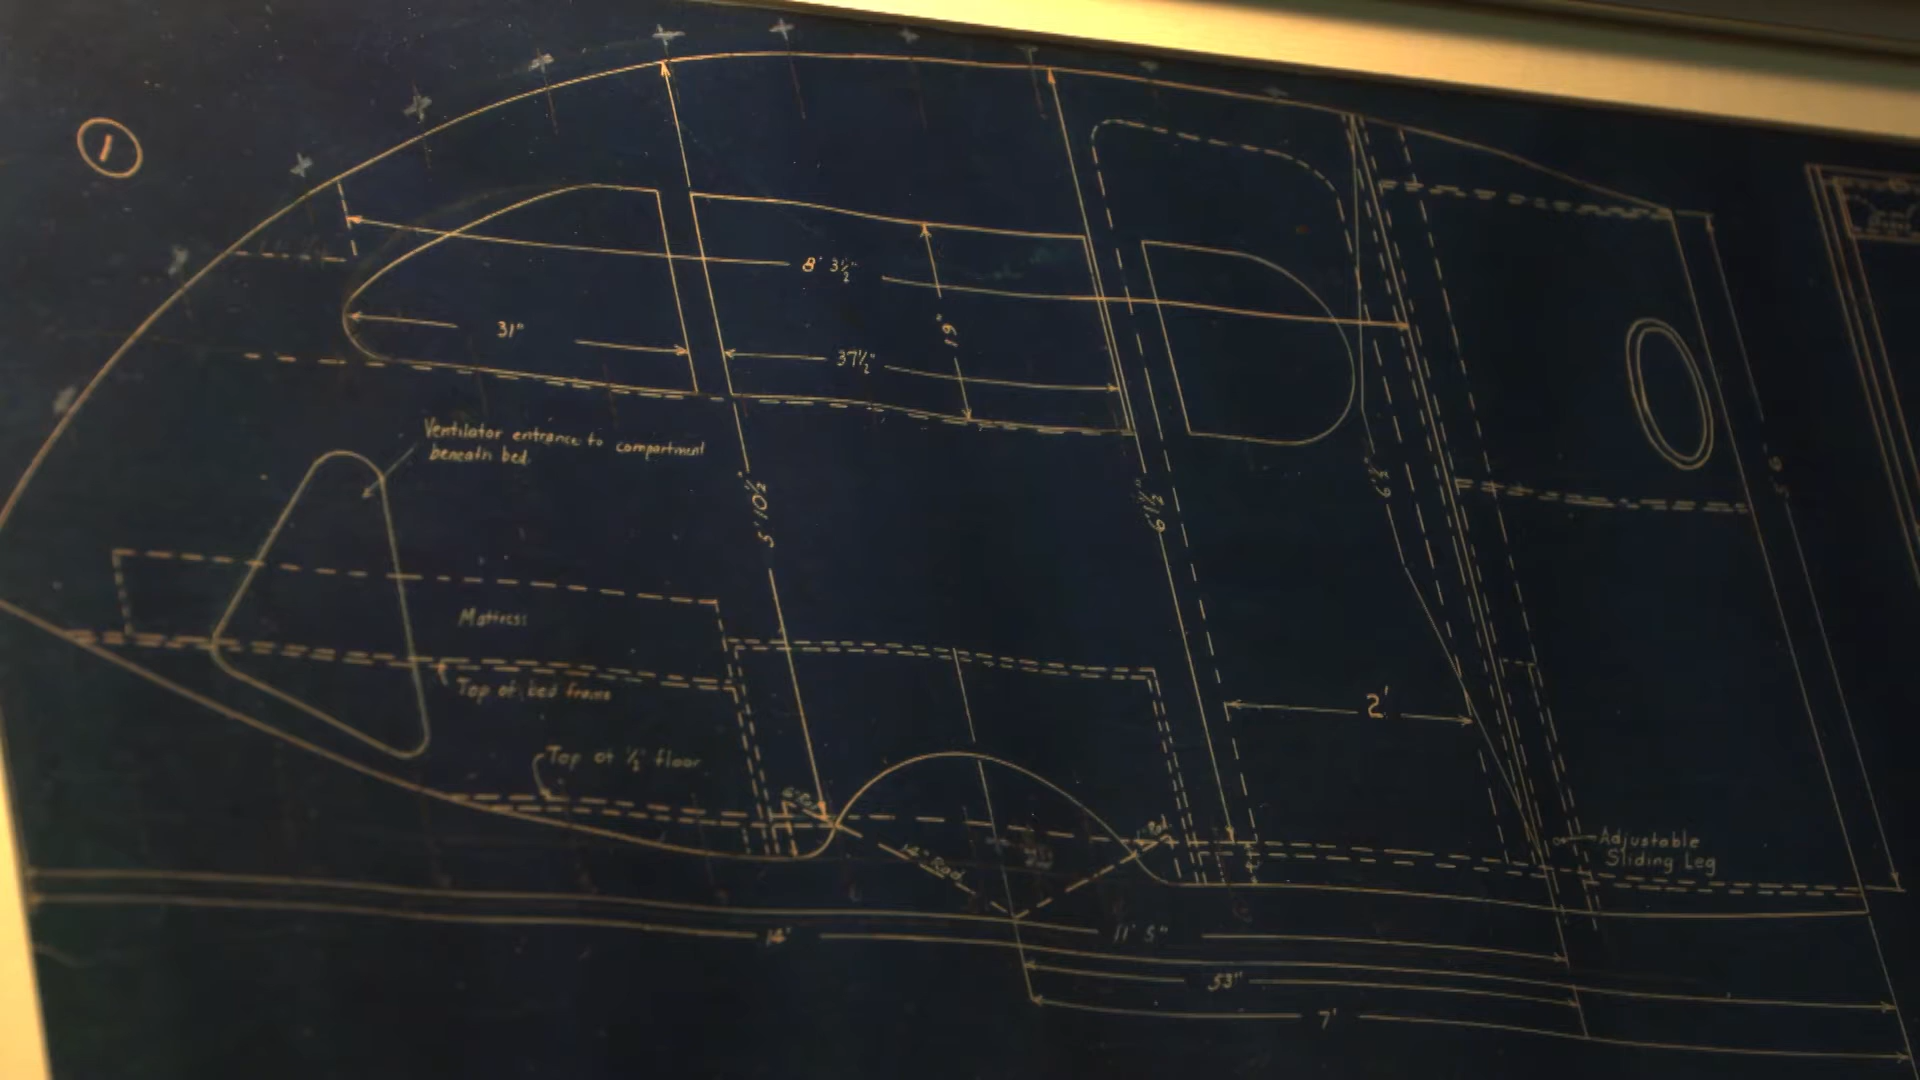 1
8' 3½"
31"
37½"
19"
Ventilator entrance to compartment
beneath bed.
5' 10½"
6' 1½"
Mattress
Top of bed frame
2'
Top of ½" floor
14" Rad
Adjustable
Sliding Leg
11' 5"
14'
53"
7'